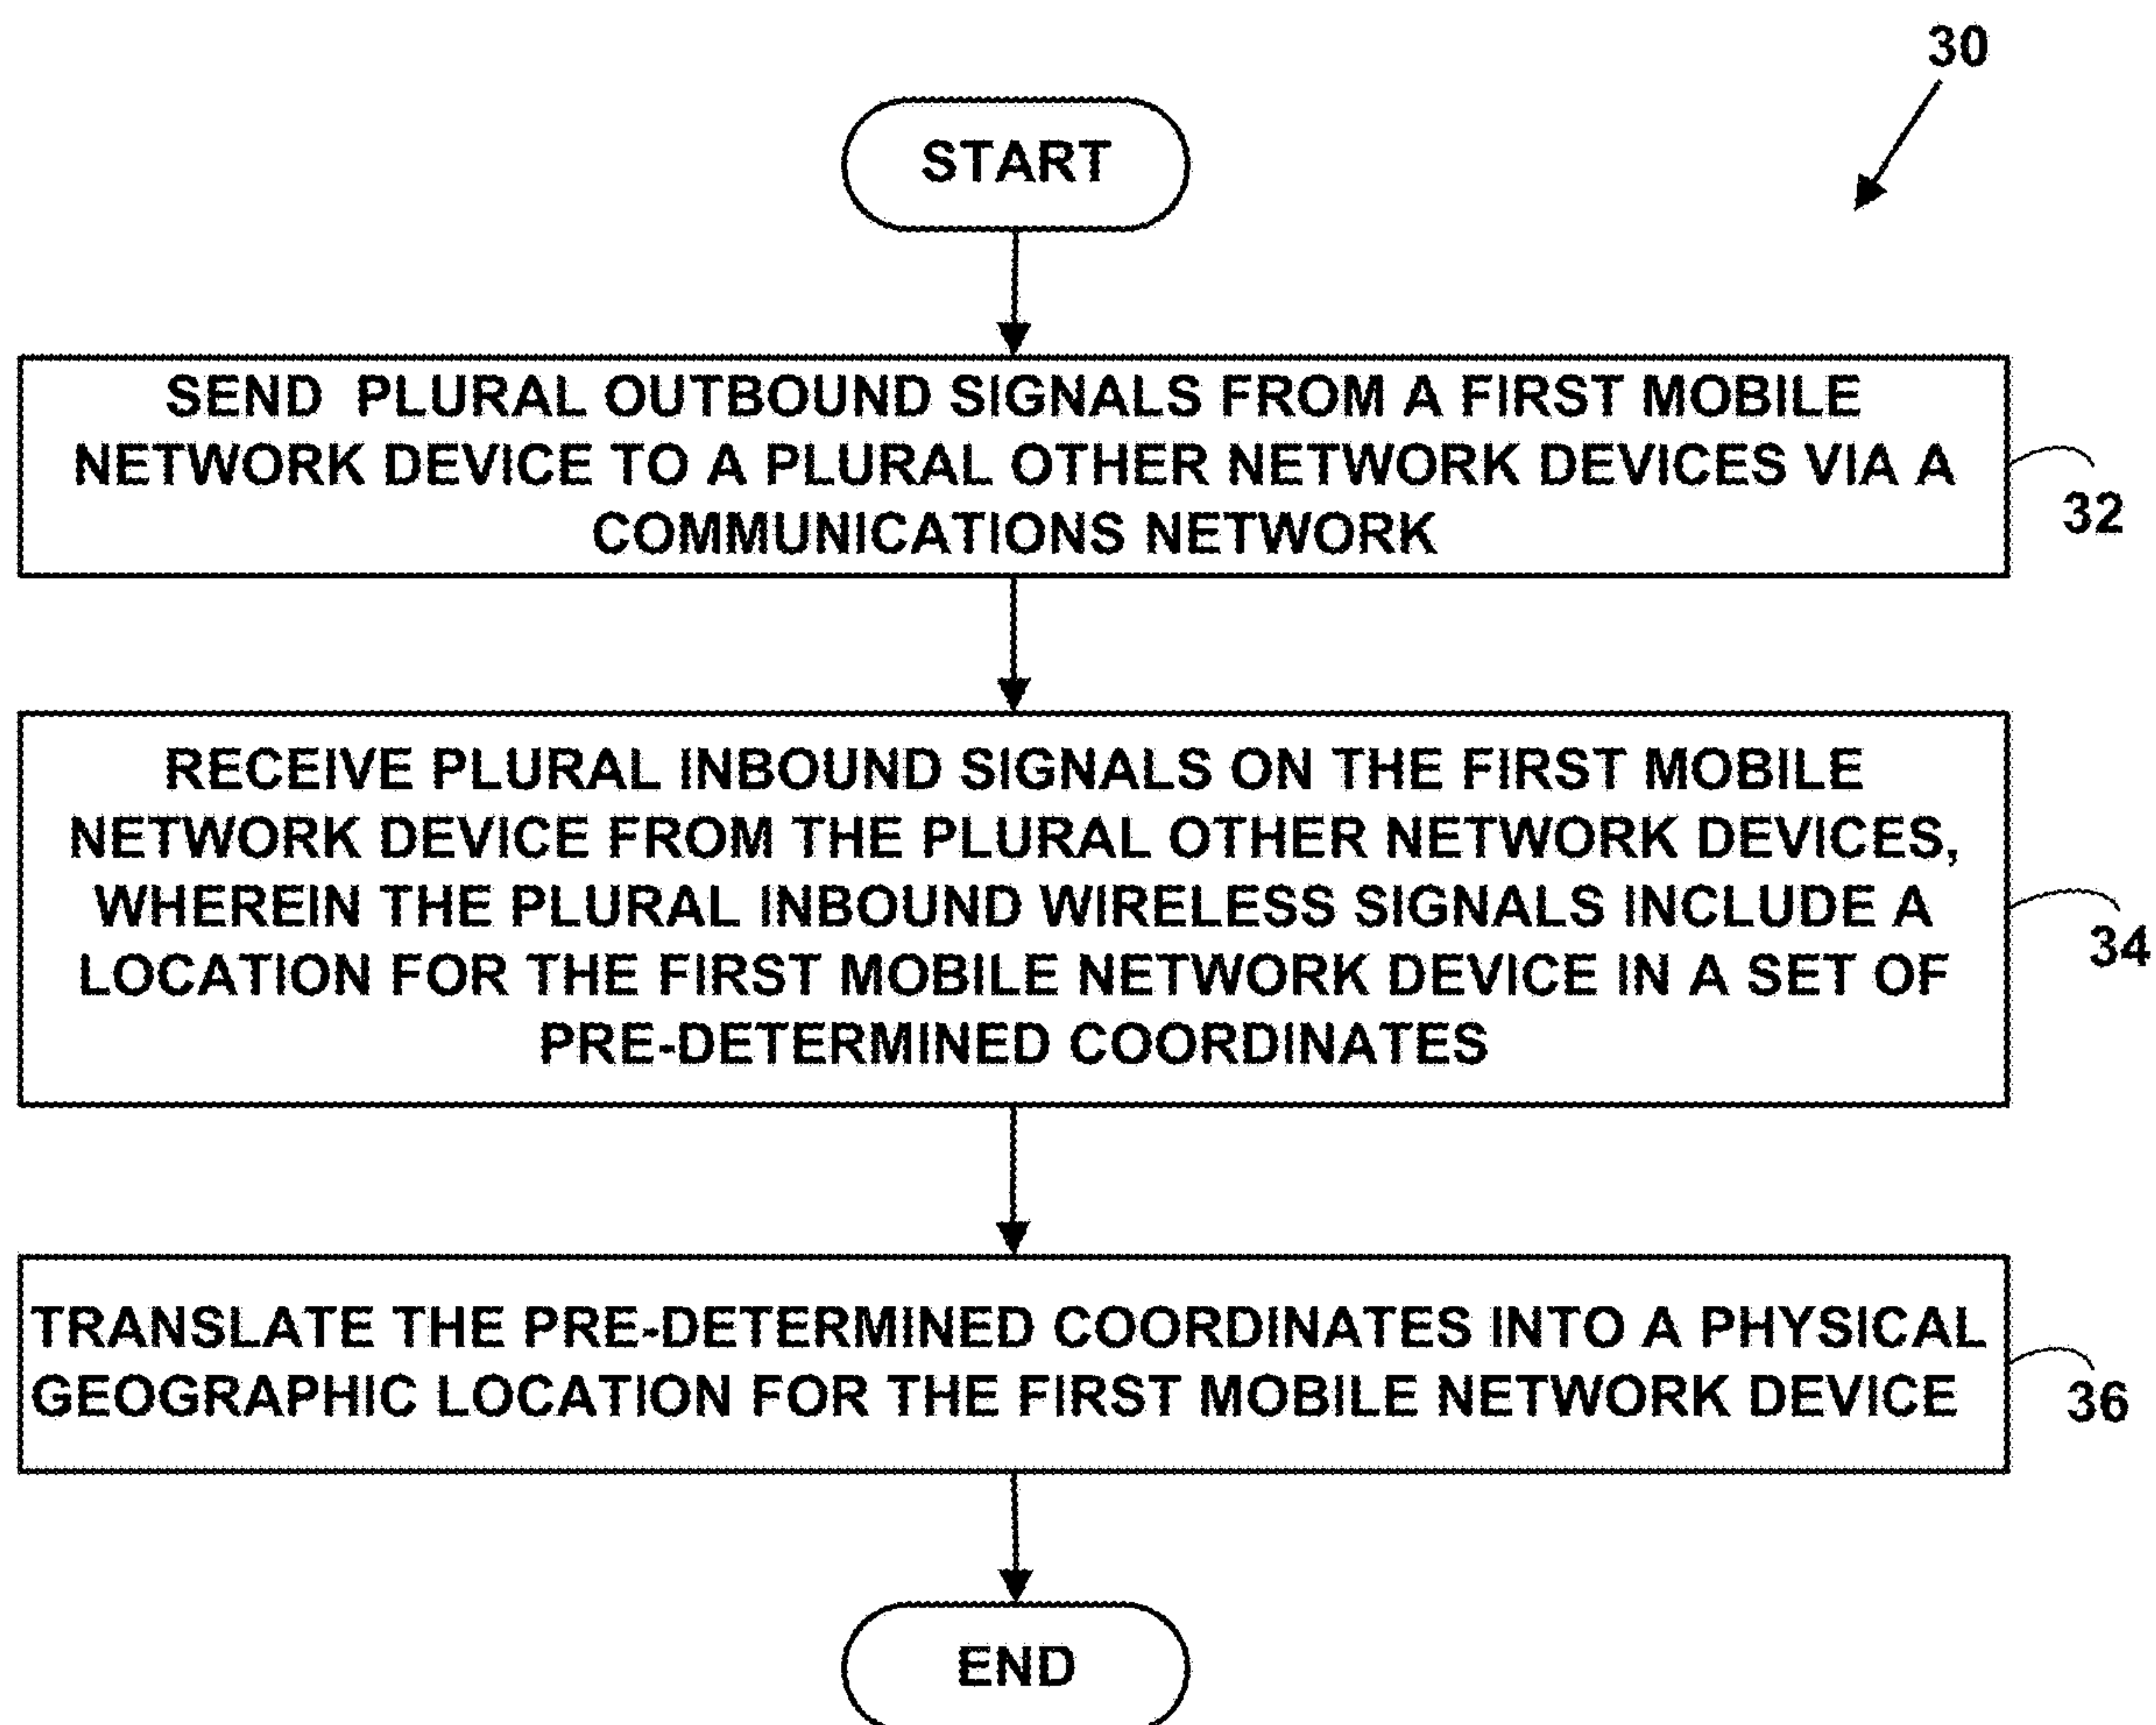 30
START
SEND PLURAL OUTBOUND SIGNALS FROM A FIRST MOBILE
NETWORK DEVICE TO A PLURAL OTHER NETWORK DEVICES VIA A
COMMUNICATIONS NETWORK
32
RECEIVE PLURAL INBOUND SIGNALS ON THE FIRST MOBILE
NETWORK DEVICE FROM THE PLURAL OTHER NETWORK DEVICES,
WHEREIN THE PLURAL INBOUND WIRELESS SIGNALS INCLUDE A
LOCATION FOR THE FIRST MOBILE NETWORK DEVICE IN A SET OF
PRE-DETERMINED COORDINATES
34
TRANSLATE THE PRE-DETERMINED COORDINATES INTO A PHYSICAL
GEOGRAPHIC LOCATION FOR THE FIRST MOBILE NETWORK DEVICE
36
END